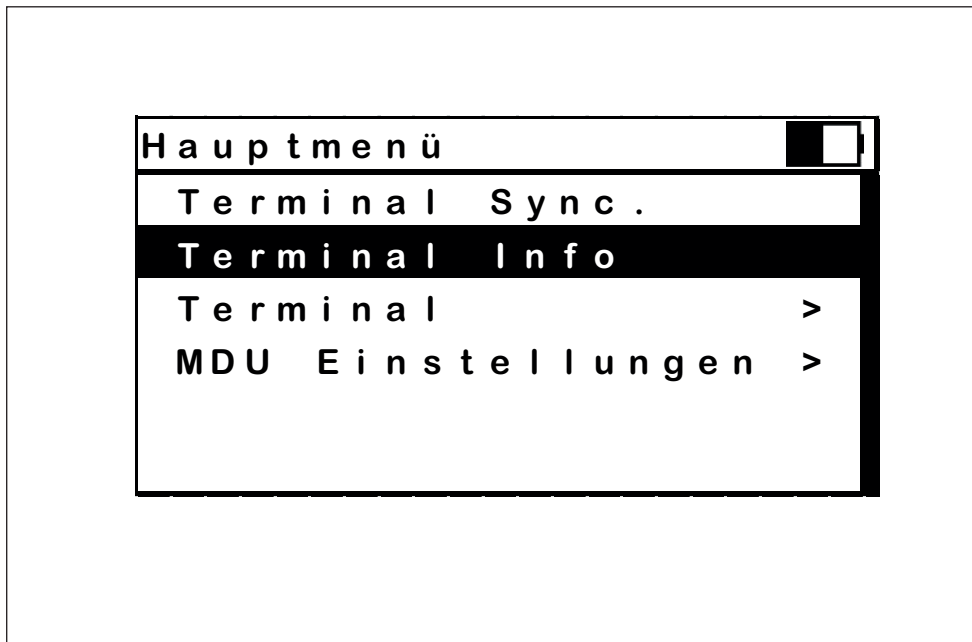 Hauptmenü
Terminal Sync.
Terminal Info
Terminal >
MDU Einstellungen >